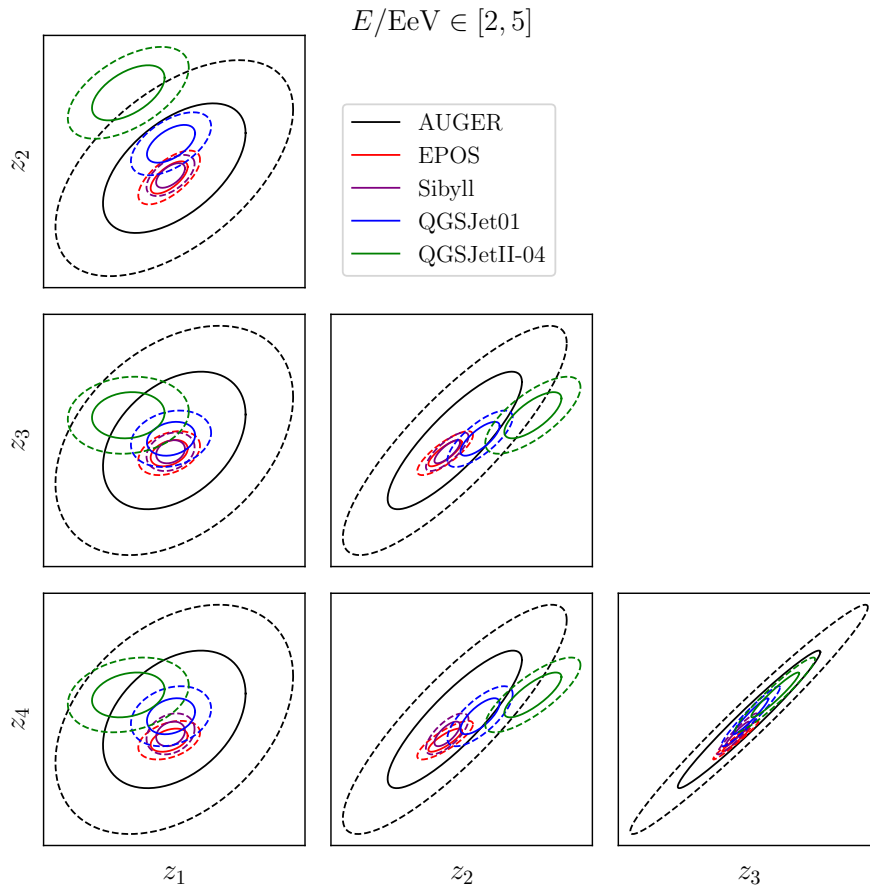 E/EeV ∈ [2, 5]
z₂
AUGER
EPOS
Sibyll
QGSJet01
QGSJetII-04
z₃
z₄
z₁
z₂
z₃